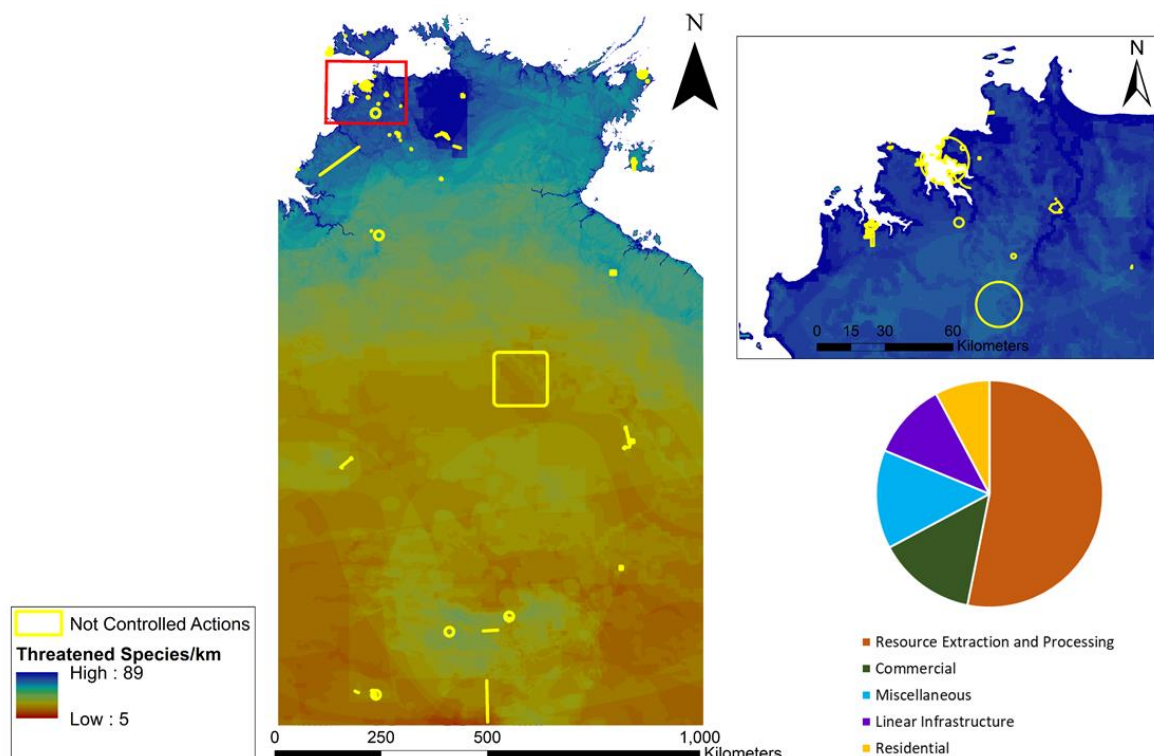 N
N
0 15 30 60
Kilometers
Not Controlled Actions
Threatened Species/km
High : 89
Low : 5
0 250 500 1,000
Kilometers
Resource Extraction and Processing
Commercial
Miscellaneous
Linear Infrastructure
Residential